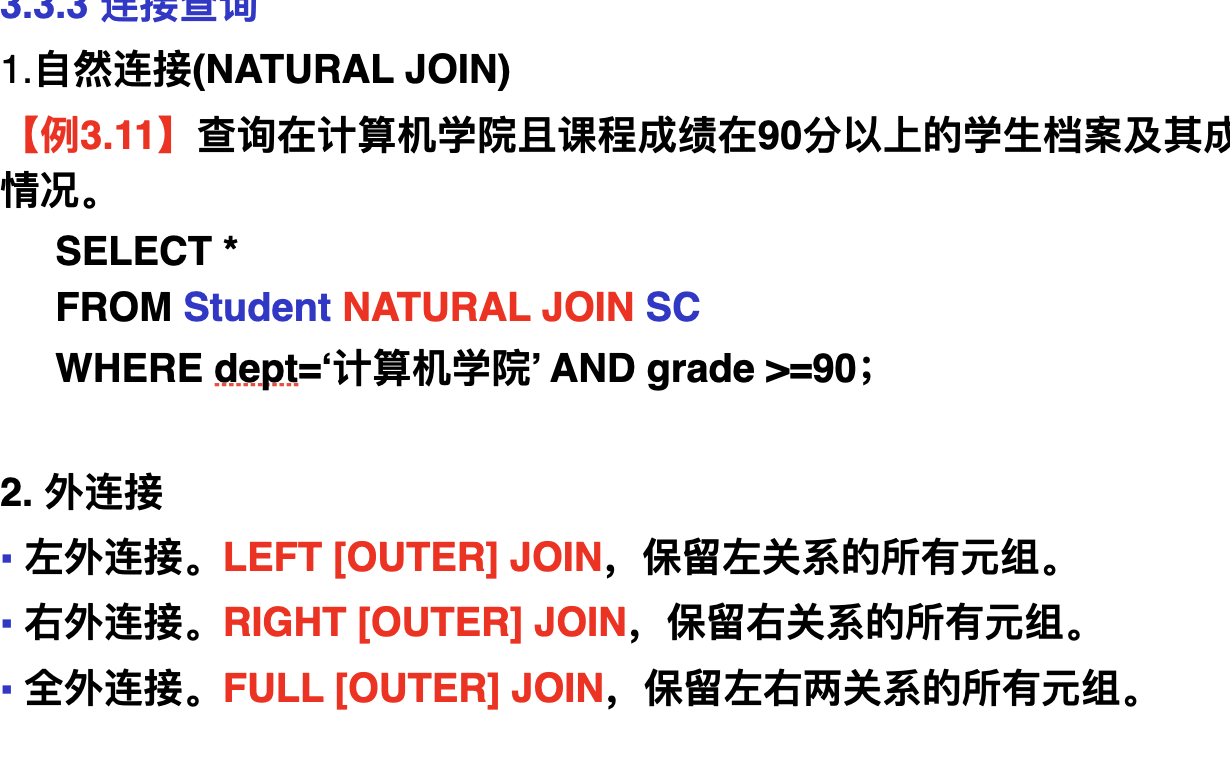 3.3.3 连接查询
1.自然连接(NATURAL JOIN)
【例3.11】查询在计算机学院且课程成绩在90分以上的学生档案及其成
情况。
SELECT *
FROM Student NATURAL JOIN SC
WHERE dept=‘计算机学院’ AND grade >=90；
2. 外连接
▪ 左外连接。LEFT [OUTER] JOIN，保留左关系的所有元组。
▪ 右外连接。RIGHT [OUTER] JOIN，保留右关系的所有元组。
▪ 全外连接。FULL [OUTER] JOIN，保留左右两关系的所有元组。